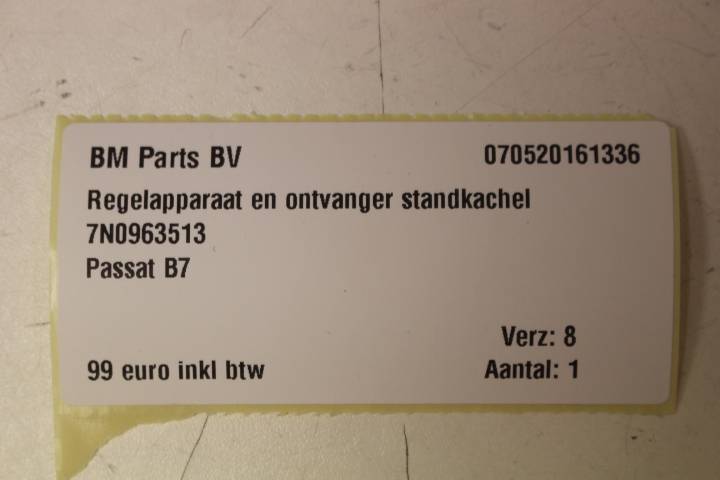 BM Parts BV 070520161336
Regelapparaat en ontvanger standkachel
7N0963513
Passat B7
Verz: 8
99 euro inkl btw Aantal: 1